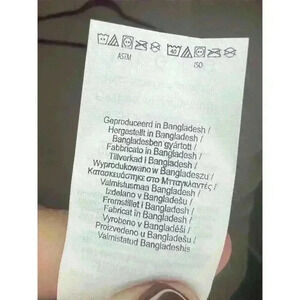 ASTM
ISO
Geproduceerd in Bangladesh /
Hergestellt in Bangladesh /
Bangladesben gyártott /
Fabbricato in Bangladesh /
Tillverkad i Bangladesh /
Wyprodukowano w Bangladeszu /
Κατασκευάστηκε στο Μπαγκλαντές /
Valmistusmaa Bangladesh /
Izdelano v Bangladešu /
Fremstillet i Bangladesh /
Fabricat în Bangladesh /
Vyrobeno v Bangladéši /
Proizvedeno u Bangladešu /
Valmistatud Bangladeshis